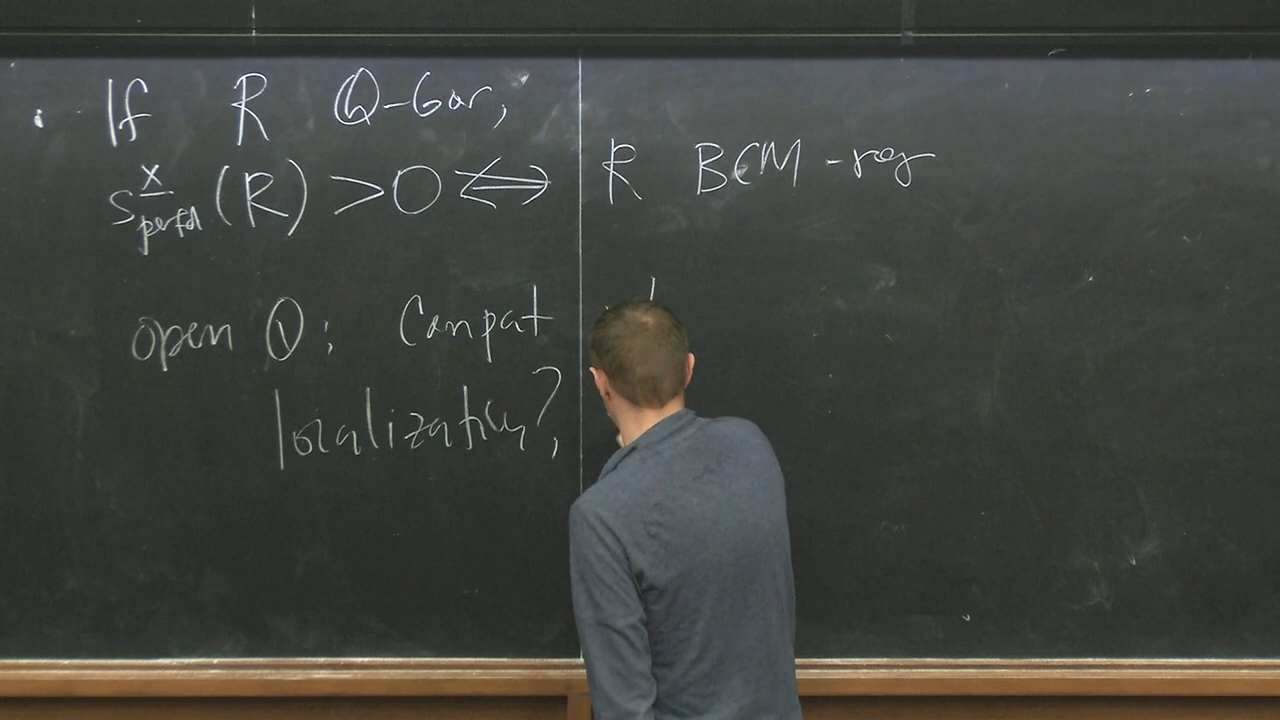 · If R Q-Gor,
s^x_perfd (R) > 0 ⟺ R BCM-reg
open Q: Compat
localization?